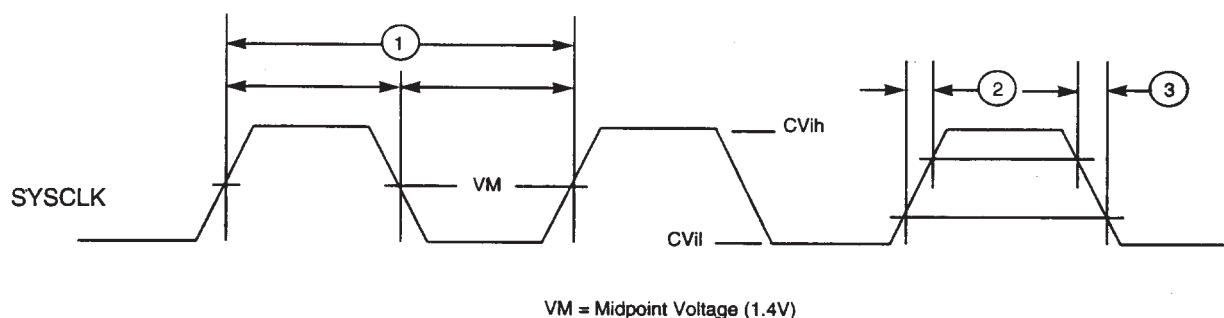 1
2
3
CVih
VM
SYSCLK
CVil
VM = Midpoint Voltage (1.4V)